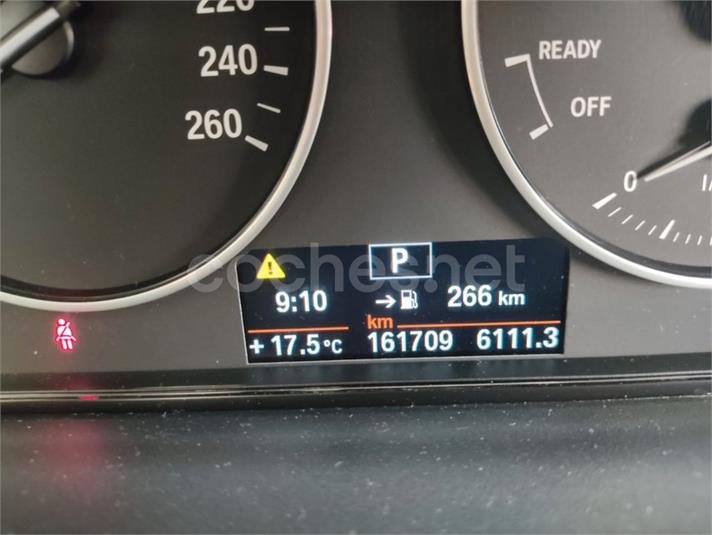 220
240
260
READY
OFF
0
P
coches.net
9:10 → 266 km
km
+ 17.5°C 161709 6111.3